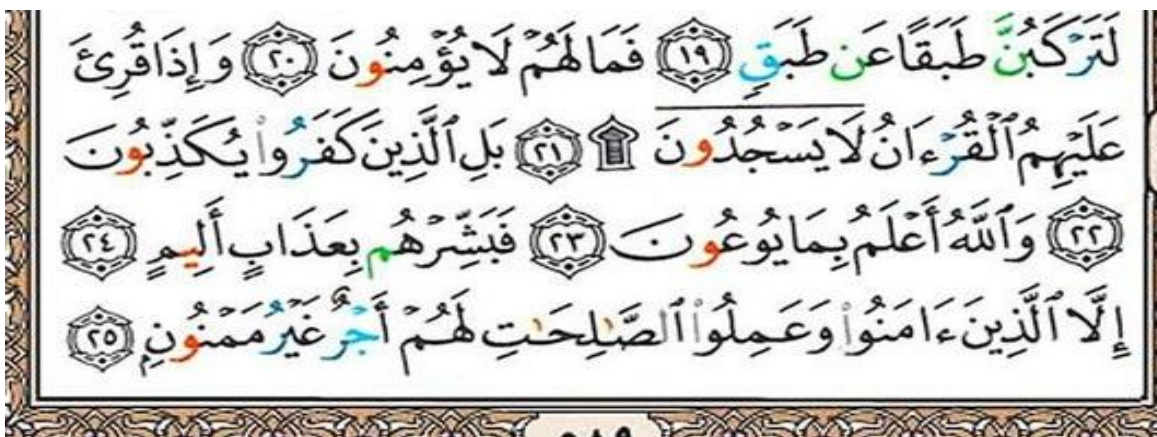 لَتَرْكَبُنَّ طَبَقًا عَن طَبَقٍ ١٩ فَمَا لَهُمْ لَا يُؤْمِنُونَ ٢٠ وَإِذَا قُرِئَ
عَلَيْهِمُ ٱلْقُرْءَانُ لَا يَسْجُدُونَ ۩ ٢١ بَلِ ٱلَّذِينَ كَفَرُوا۟ يُكَذِّبُونَ
٢٢ وَٱللَّهُ أَعْلَمُ بِمَا يُوعُونَ ٢٣ فَبَشِّرْهُم بِعَذَابٍ أَلِيمٍ ٢٤
إِلَّا ٱلَّذِينَ ءَامَنُوا۟ وَعَمِلُوا۟ ٱلصَّـٰلِحَـٰتِ لَهُمْ أَجْرٌ غَيْرُ مَمْنُونٍۭ ٢٥
٥٨٩